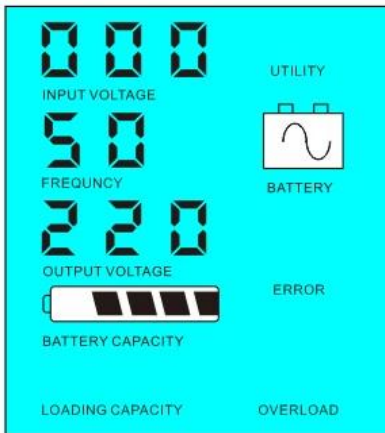 000
UTILITY
INPUT VOLTAGE
50
FREQUNCY
BATTERY
220
OUTPUT VOLTAGE
ERROR
BATTERY CAPACITY
LOADING CAPACITY
OVERLOAD